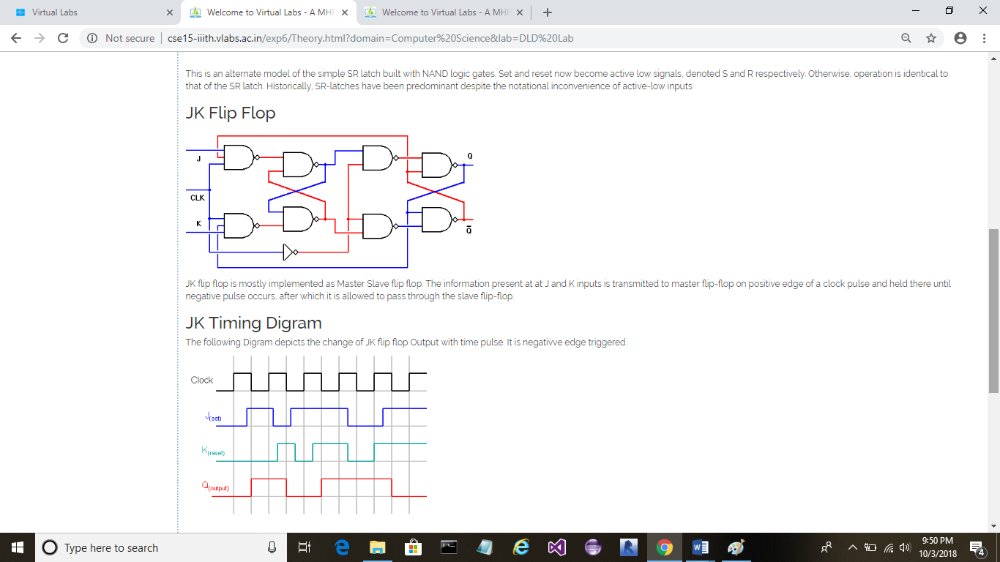 Virtual Labs
Welcome to Virtual Labs - A MHR
Welcome to Virtual Labs - A MHR
Not secure
cse15-iiith.vlabs.ac.in/exp6/Theory.html?domain=Computer%20Science&lab=DLD%20Lab
This is an alternate model of the simple SR latch built with NAND logic gates. Set and reset now become active low signals, denoted S and R respectively. Otherwise, operation is identical to
that of the SR latch. Historically, SR-latches have been predominant despite the notational inconvenience of active-low inputs
JK Flip Flop
J
Q
CLK
K
Q̅
JK flip flop is mostly implemented as Master Slave flip flop. The information present at at J and K inputs is transmitted to master flip-flop on positive edge of a clock pulse and held there until
negative pulse occurs, after which it is allowed to pass through the slave flip-flop.
JK Timing Digram
The following Digram depicts the change of JK flip flop Output with time pulse. It is negativve edge triggered.
Clock
J(set)
K(reset)
Q(output)
Type here to search
9:50 PM
10/3/2018
4